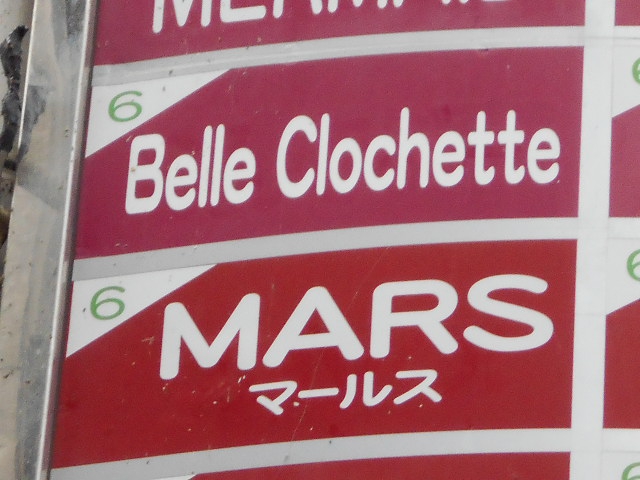 6
Belle Clochette
6
MARS
マールス